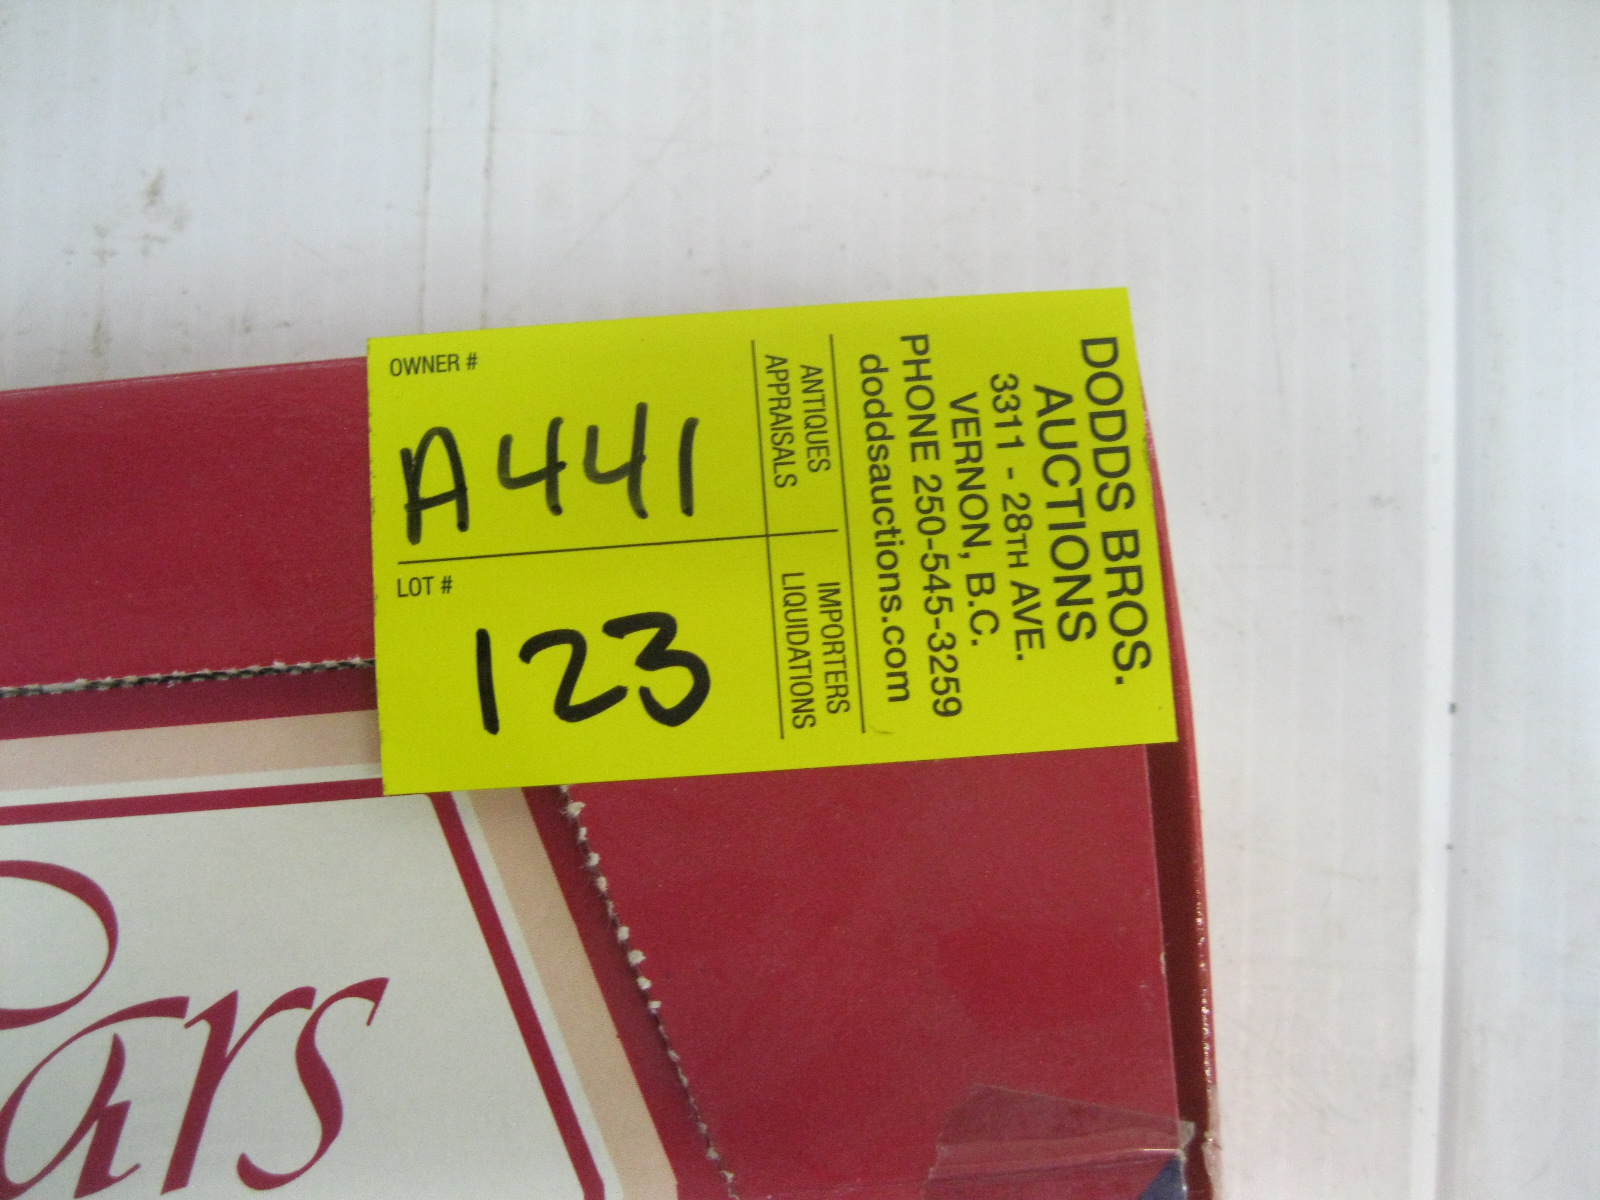 OWNER #
A441
LOT #
123
ANTIQUES
APPRAISALS
IMPORTERS
LIQUIDATIONS
DODDS BROS.
AUCTIONS
3311 - 28TH AVE.
VERNON, B.C.
PHONE 250-545-3259
doddsauctions.com
ars